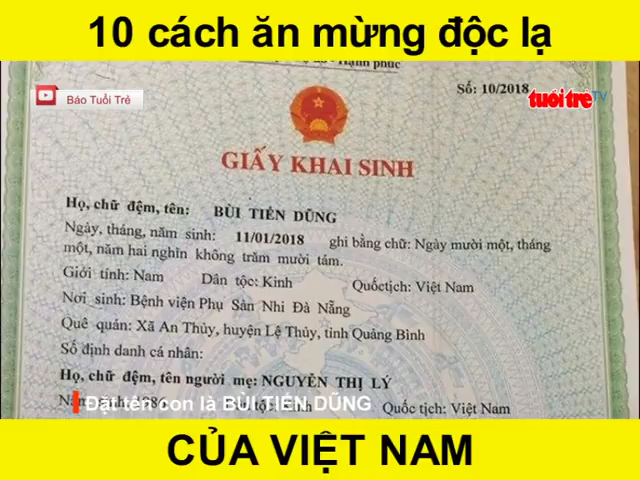 10 cách ăn mừng độc lạ
Hạnh phúc
Báo Tuổi Trẻ
Số: 10/2018
tuổi trẻ TV
GIẤY KHAI SINH
Họ, chữ đệm, tên: BÙI TIẾN DŨNG
Ngày, tháng, năm sinh: 11/01/2018 ghi bằng chữ: Ngày mười một, tháng
một, năm hai nghìn không trăm mười tám.
Giới tính: Nam Dân tộc: Kinh Quốc tịch: Việt Nam
Nơi sinh: Bệnh viện Phụ Sản Nhi Đà Nẵng
Quê quán: Xã An Thủy, huyện Lệ Thủy, tỉnh Quảng Bình
Số định danh cá nhân:
Họ, chữ đệm, tên người mẹ: NGUYỄN THỊ LÝ
Quốc tịch: Việt Nam
Đặt tên con là BÙI TIẾN DŨNG
CỦA VIỆT NAM